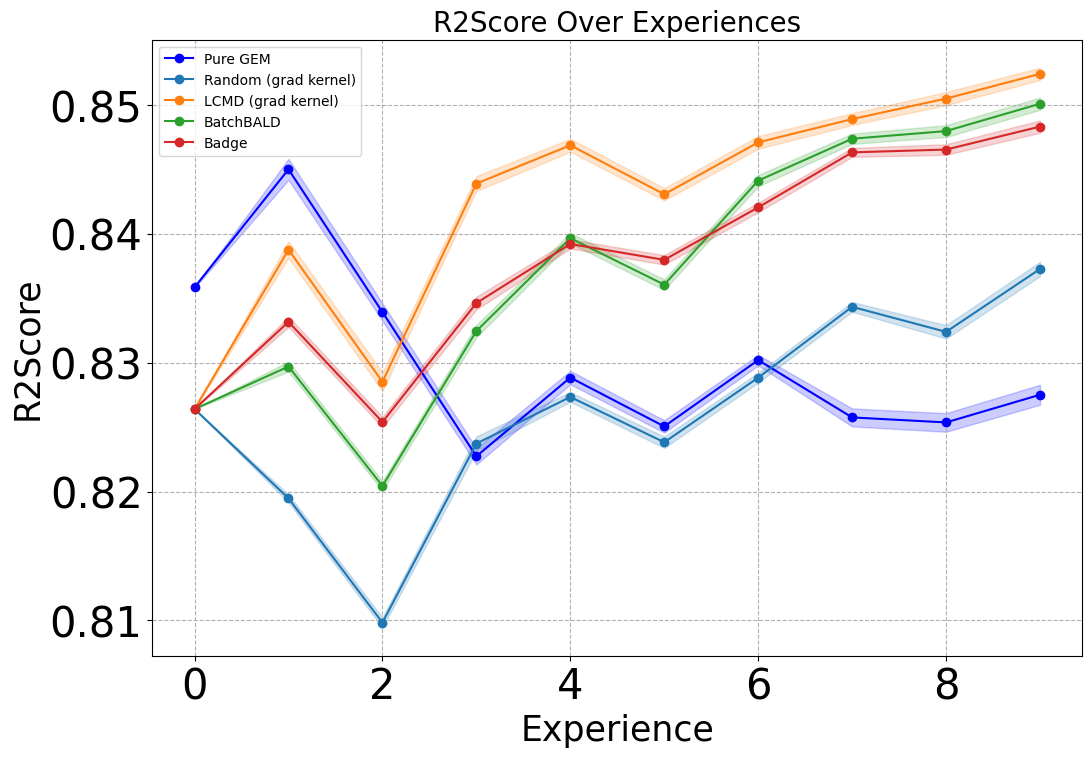 R2Score Over Experiences
Pure GEM
Random (grad kernel)
LCMD (grad kernel)
BatchBALD
Badge
0.85
0.84
0.83
0.82
0.81
R2Score
0 2 4 6 8
Experience